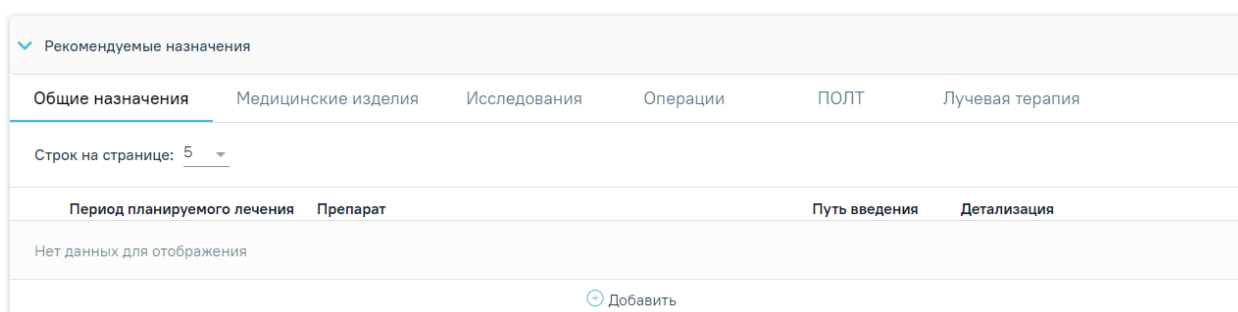 Рекомендуемые назначения
Общие назначения Медицинские изделия Исследования Операции ПОЛТ Лучевая терапия
Строк на странице: 5
Период планируемого лечения Препарат Путь введения Детализация
Нет данных для отображения
Добавить